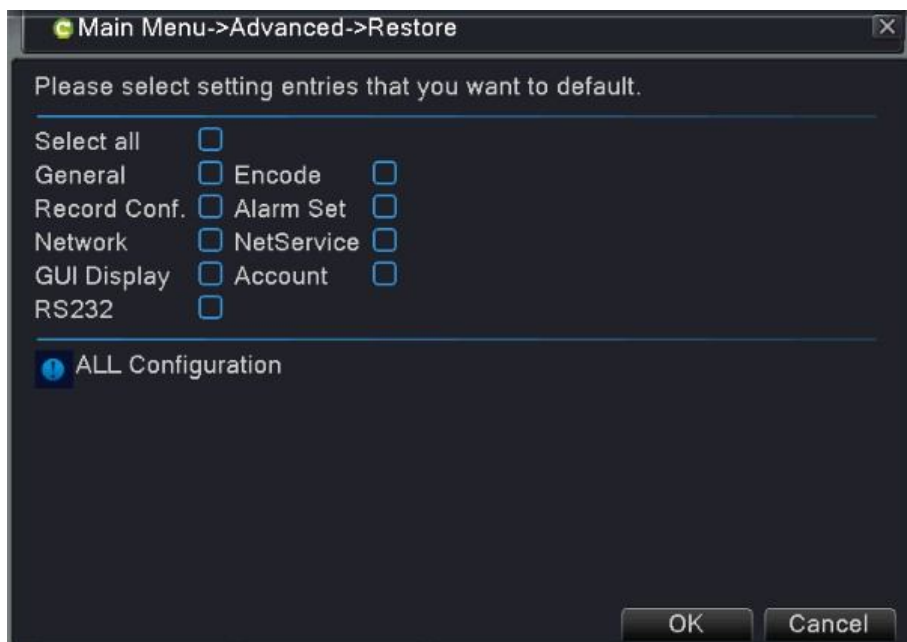 Main Menu->Advanced->Restore
Please select setting entries that you want to default.
Select all
General Encode
Record Conf. Alarm Set
Network NetService
GUI Display Account
RS232
ALL Configuration
OK Cancel